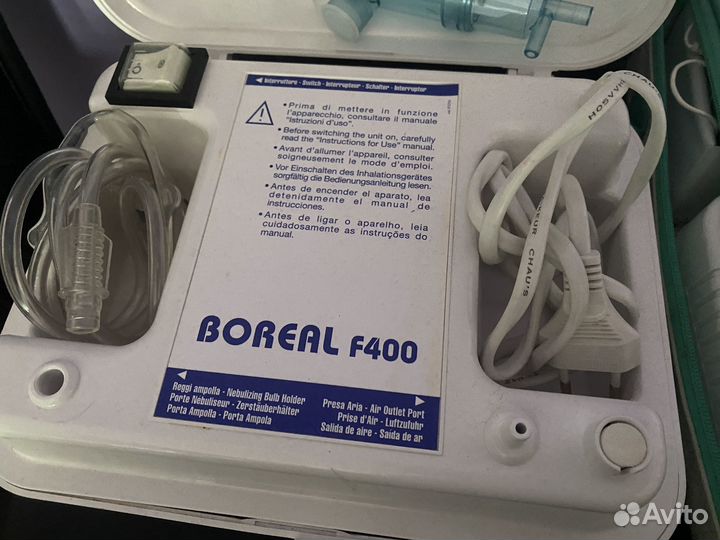 ◄ Interruttore - Switch - Interrupteur - Schalter - Interruptor
• Prima di mettere in funzione
l'apparecchio, consultare il manuale
"Istruzioni d'uso".
• Before switching the unit on, carefully
read the "Instructions for Use" manual.
• Avant d'allumer l'appareil, consulter
soigneusement le mode d'emploi.
• Vor Einschalten des Inhalationsgerätes
sorgfältig die Bedienungsanleitung lesen.
• Antes de encender el aparato, lea
detenidamente el manual de
instrucciones.
• Antes de ligar o aparelho, leia
cuidadosamente as instruções do
manual.
BOREAL F400
◄
Reggi ampolla - Nebulizing Bulb Holder
Porte Nebuliseur - Zerstäuberhälter
Porta Ampolla - Porta Ampola
►
Presa Aria - Air Outlet Port
Prise d'Air - Luftzufuhr
Salida de aire - Saida de ar
CHAU'S
Avito